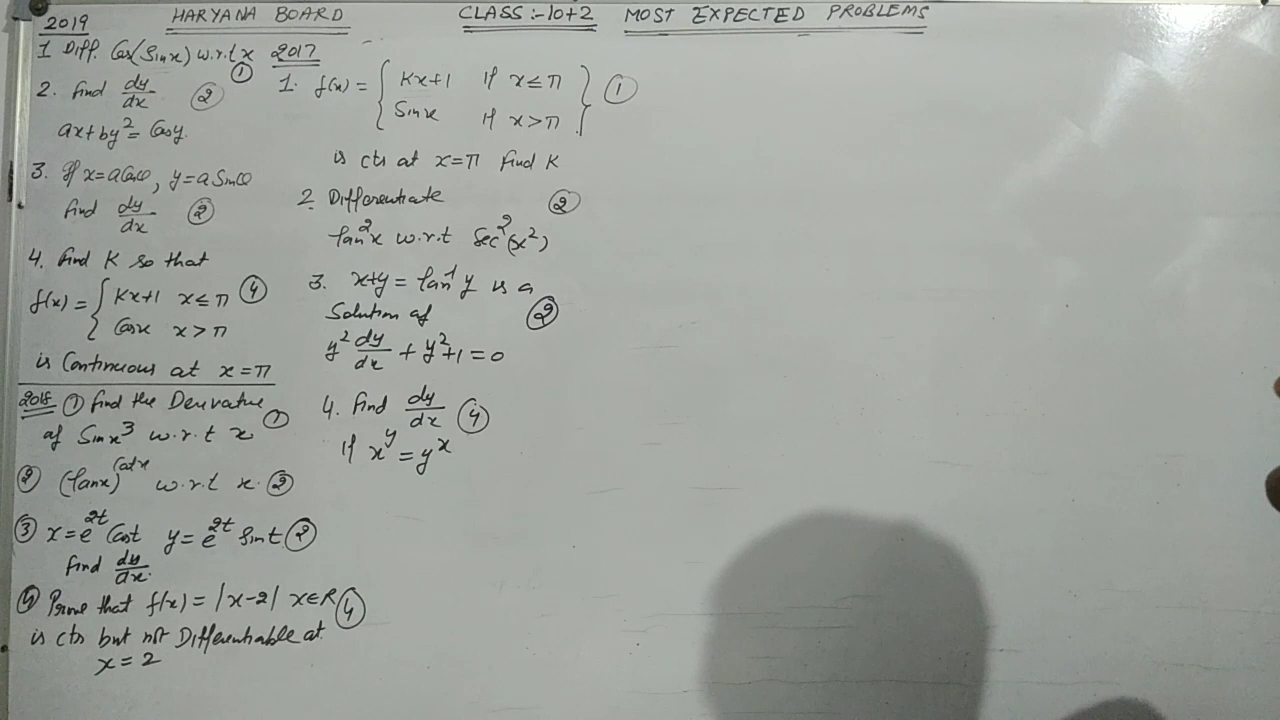 2019 HARYANA BOARD CLASS :- 10+2 MOST EXPECTED PROBLEMS
1 Diff. Cos(Sinx) w.r.t x ①
2. find dy/dx ②
ax+by²= Cosy
3. If x=aCosθ, y=a Sinθ
find dy/dx ②
4. find K so that
f(x) = { Kx+1 x≤π ④
Cosx x>π
is Continuous at x=π
2018 ① find the Derivative
of Sinx³ w.r.t x ①
② (tanx)^Cotx w.r.t x. ②
③ x=e^2t Cost y=e^2t Sint ②
find dy/dx.
④ Prove that f(x) = |x-2| x∈R ④
is cts but not Differentiable at
x=2
2017
1. f(x) = { Kx+1 if x≤π } ①
Sinx if x>π
is cts at x=π find K
2. Differentiate ②
tan²x w.r.t Sec²(x²)
3. x+y = tan⁻¹y is a
Solution of ②
y² dy/dx + y²+1=0
4. find dy/dx ④
if x^y = y^x